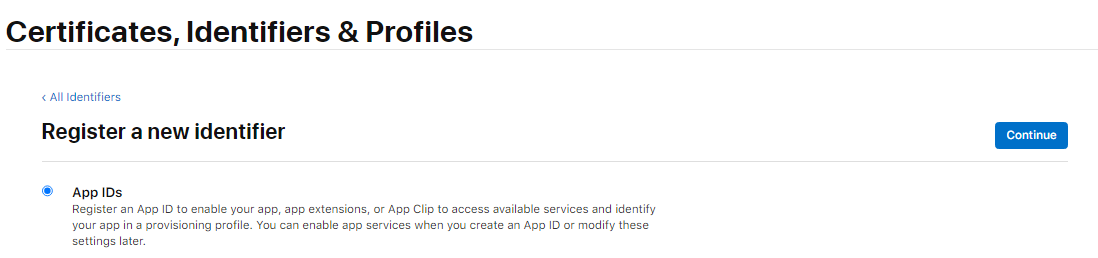 Certificates, Identifiers & Profiles
‹ All Identifiers
Register a new identifier
Continue
App IDs
Register an App ID to enable your app, app extensions, or App Clip to access available services and identify
your app in a provisioning profile. You can enable app services when you create an App ID or modify these
settings later.